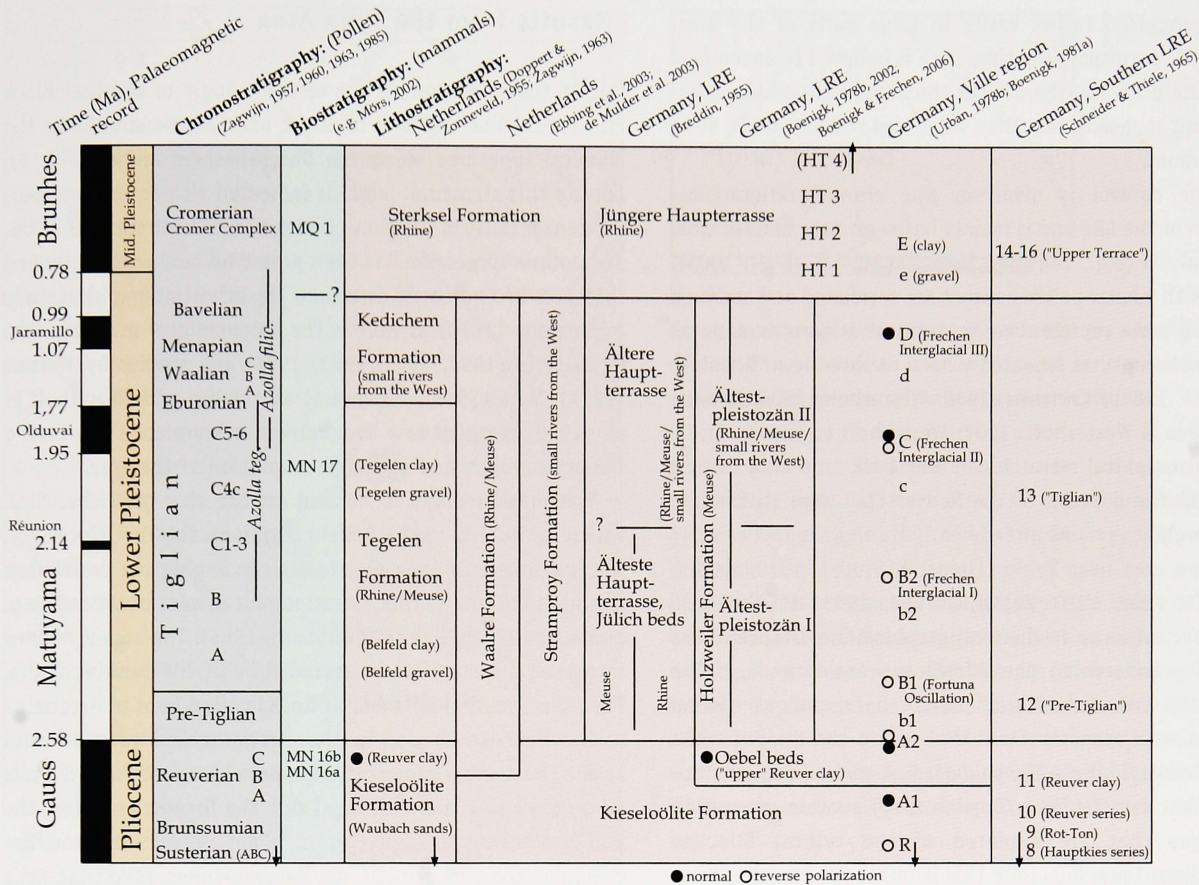 Time (Ma), Palaeomagnetic
record
Chronostratigraphy: (Pollen)
(Zagwijn, 1957, 1960, 1963, 1985)
Biostratigraphy: (mammals)
(e.g. Mörs, 2002)
Lithostratigraphy:
Netherlands (Doppert &
Zonneveld, 1955; Zagwijn, 1963)
Netherlands
(Ebbing et al., 2003;
de Mulder et al. 2003)
Germany, LRE
(Breddin 1955)
Germany, LRE
(Boenigk, 1978b, 2002,
Boenigk & Frechen, 2006)
Germany, Ville region
(Urban, 1978b; Boenigk, 1981a)
Germany, Southern LRE
(Schneider & Thiele, 1965)
Brunhes
Matuyama
Gauss
0.78
0.99
Jaramillo
1.07
1,77
Olduvai
1.95
Réunion
2.14
2.58
Mid. Pleistocene
Lower Pleistocene
Pliocene
Cromerian
Cromer Complex
Bavelian
Menapian
Waalian
C
B
A
Eburonian
Tiglian
C5-6
C4c
C1-3
B
A
Pre-Tiglian
Reuverian
C
B
A
Brunssumian
Susterian (ABC)
Azolla filic.
Azolla teg.
MQ 1
?
MN 17
MN 16b
MN 16a
Sterksel Formation
(Rhine)
Kedichem
Formation
(small rivers
from the West)
(Tegelen clay)
(Tegelen gravel)
Tegelen
Formation
(Rhine/Meuse)
(Belfeld clay)
(Belfeld gravel)
(Reuver clay)
Kieseloölite
Formation
(Waubach sands)
Waalre Formation (Rhine/Meuse)
Stramproy Formation (small rivers from the West)
Jüngere Hauptterrasse
(Rhine)
Ältere
Haupt-
terrasse
(Rhine/Meuse/
small rivers from the West)
?
Älteste
Haupt-
terrasse,
Jülich beds
Meuse
Rhine
Kieseloölite Formation
(HT 4)
HT 3
HT 2
HT 1
Holzweiler Formation (Meuse)
Ältest-
pleistozän II
(Rhine/Meuse/
small rivers
from the West)
Ältest-
pleistozän I
Oebel beds
("upper" Reuver clay)
E (clay)
e (gravel)
D (Frechen
Interglacial III)
d
C (Frechen
Interglacial II)
c
B2 (Frechen
Interglacial I)
b2
B1 (Fortuna
Oscillation)
b1
A2
A1
R
14-16 ("Upper Terrace")
13 ("Tiglian")
12 ("Pre-Tiglian")
11 (Reuver clay)
10 (Reuver series)
9 (Rot-Ton)
8 (Hauptkies series)
normal reverse polarization